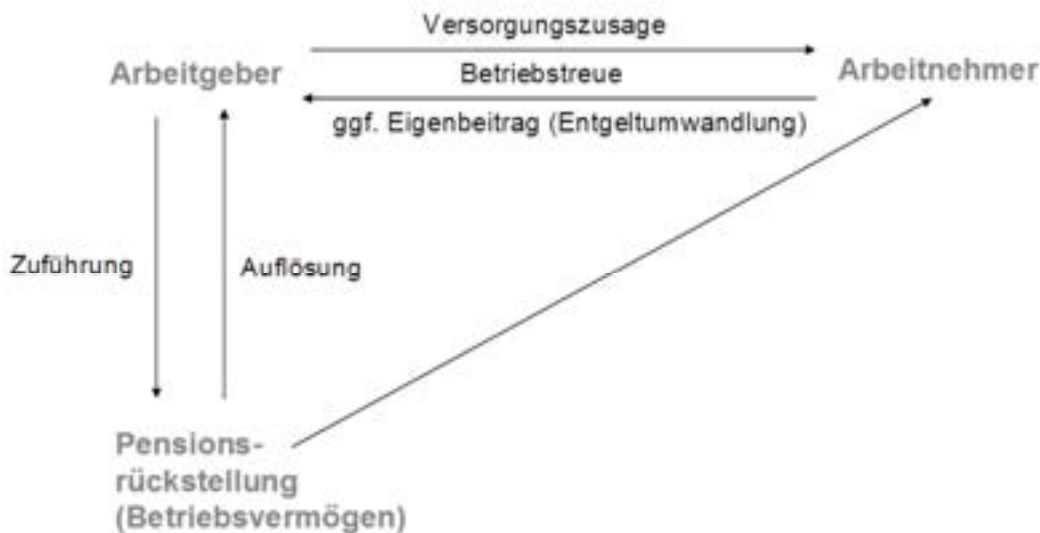 Versorgungszusage
Arbeitgeber
Betriebstreue
Arbeitnehmer
ggf. Eigenbeitrag (Entgeltumwandlung)
Zuführung
Auflösung
Pensions-
rückstellung
(Betriebsvermögen)